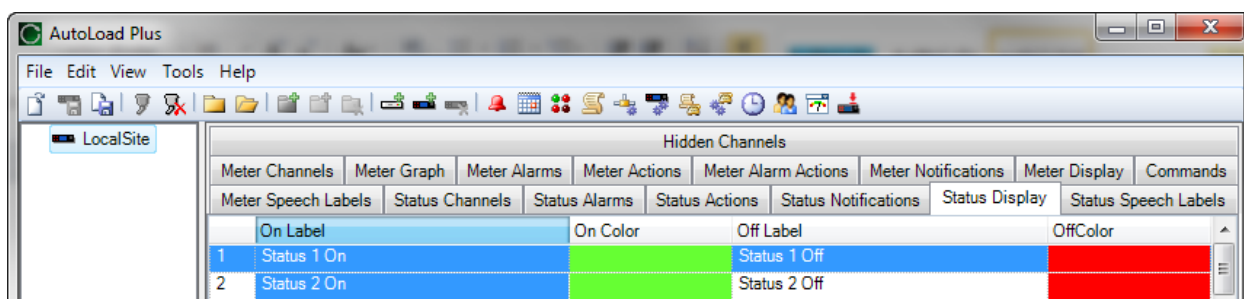 AutoLoad Plus
File Edit View Tools Help
LocalSite
Hidden Channels
Meter Channels Meter Graph Meter Alarms Meter Actions Meter Alarm Actions Meter Notifications Meter Display Commands
Meter Speech Labels Status Channels Status Alarms Status Actions Status Notifications Status Display Status Speech Labels
On Label On Color Off Label OffColor
1 Status 1 On Status 1 Off
2 Status 2 On Status 2 Off